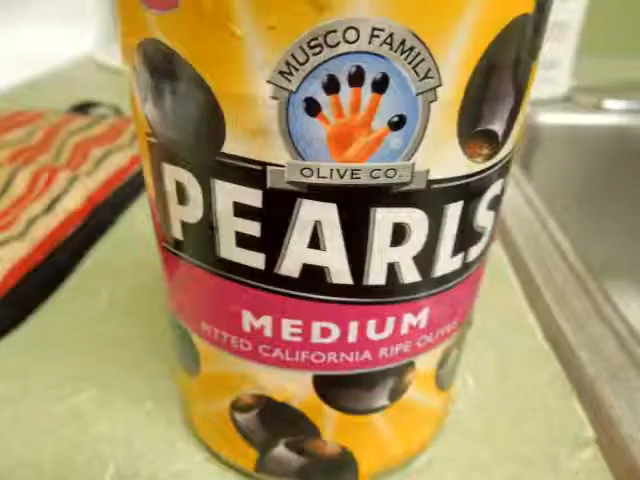 MUSCO FAMILY
OLIVE CO.
PEARLS
MEDIUM
PITTED CALIFORNIA RIPE OLIVES